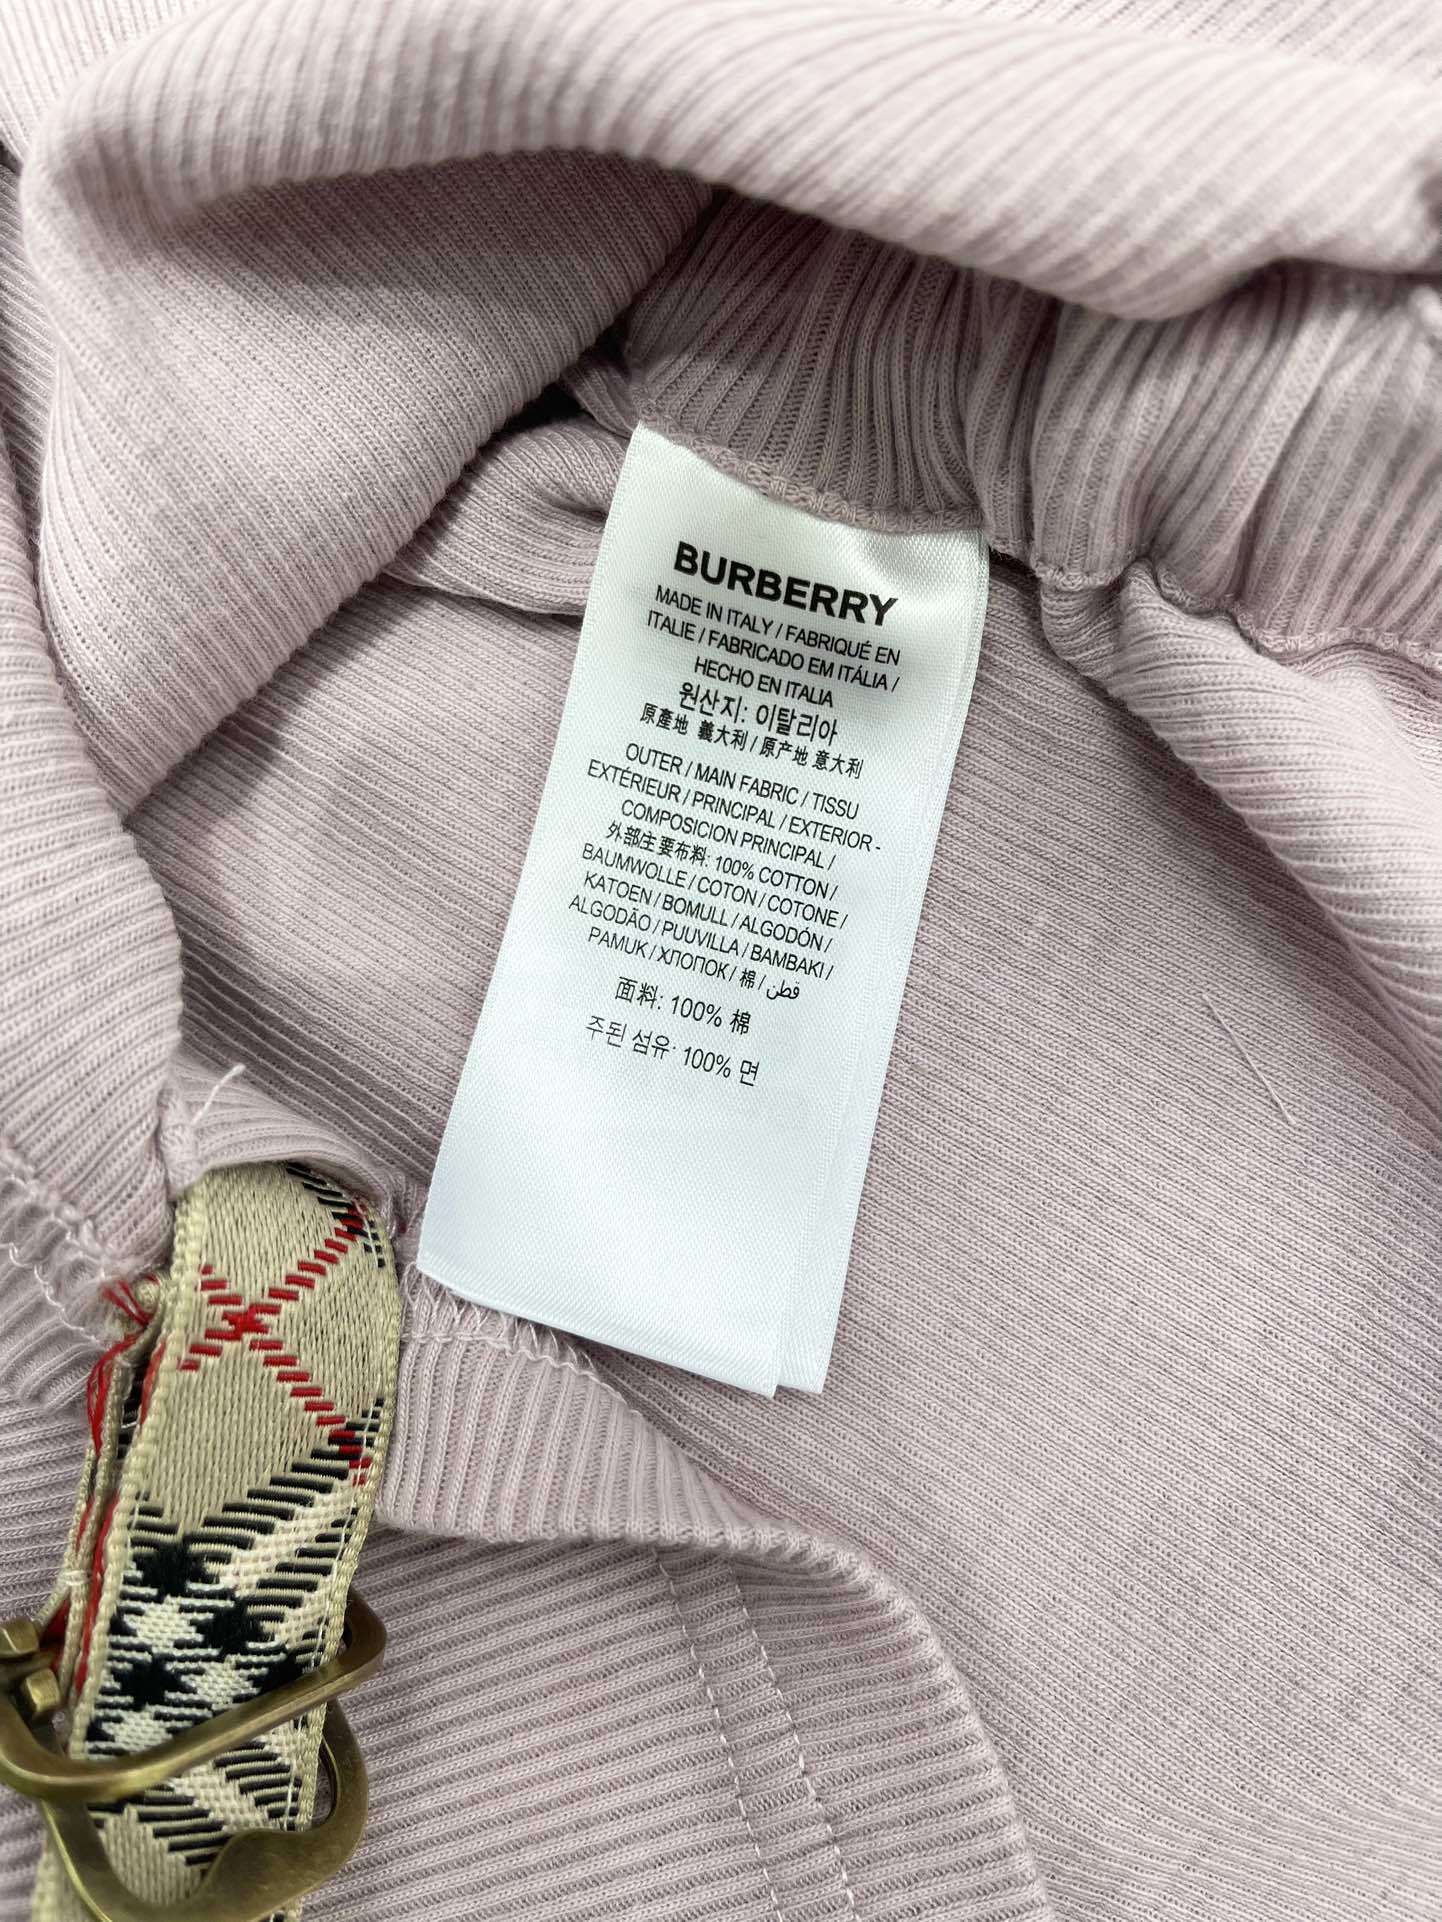 BURBERRY
MADE IN ITALY / FABRIQUÉ EN
ITALIE / FABRICADO EM ITÁLIA /
HECHO EN ITALIA
원산지: 이탈리아
原產地 義大利 / 原产地 意大利
OUTER / MAIN FABRIC / TISSU
EXTÉRIEUR / PRINCIPAL / EXTERIOR -
COMPOSICION PRINCIPAL /
外部主要布料: 100% COTTON /
BAUMWOLLE / COTON / COTONE /
KATOEN / BOMULL / ALGODÓN /
ALGODÃO / PUUVILLA / BAMBAKI /
PAMUK / ХЛОПОК / 棉 / قطن
面料: 100% 棉
주된 섬유: 100% 면